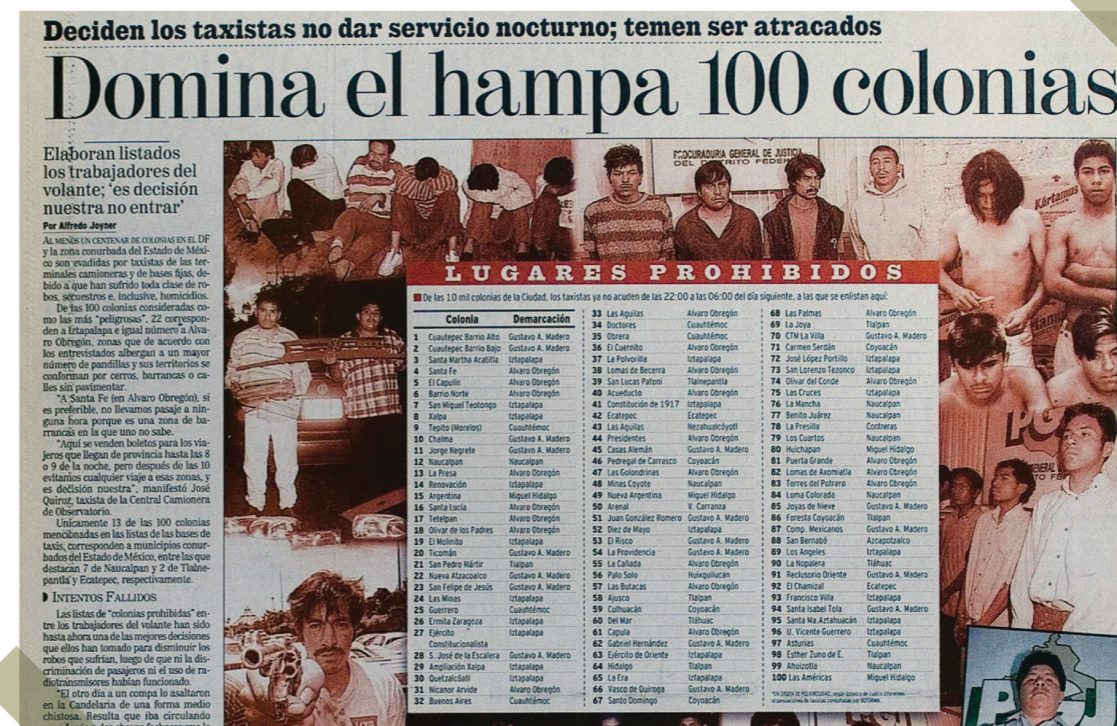 Deciden los taxistas no dar servicio nocturno; temen ser atracados
Domina el hampa 100 colonias
Elaboran listados
los trabajadores del
volante; 'es decisión
nuestra no entrar'
Por Alfredo Joyner
AL MENOS UN CENTENAR DE COLONIAS EN EL DF
y la zona conurbada del Estado de Méxi-
co son evadidas por taxistas de las ter-
minales camioneras y de bases fijas, de-
bido a que han sufrido toda clase de ro-
bos, secuestros e, inclusive, homicidios.
De las 100 colonias consideradas co-
mo las más "peligrosas", 22 correspon-
den a Iztapalapa e igual número a Alva-
ro Obregón, zonas que de acuerdo con
los entrevistados albergan a un mayor
número de pandillas y sus territorios se
conforman por cerros, barrancas o ca-
lles sin pavimentar.
"A Santa Fe (en Alvaro Obregón), si
es preferible, no llevamos pasaje a nin-
guna hora porque es una zona de ba-
rrancas en la que uno no sabe.
"Aquí se venden boletos para los via-
jeros que llegan de provincia hasta las 8
o 9 de la noche, pero después de las 10
evitamos cualquier viaje a esas zonas, y
es decisión nuestra", manifestó José
Quiroz, taxista de la Central Camionera
de Observatorio.
Unicamente 13 de las 100 colonias
mencionadas en las listas de las bases de
taxis, corresponden a municipios conur-
bados del Estado de México, entre las que
destacan 7 de Naucalpan y 2 de Tlalne-
pantla y Ecatepec, respectivamente.
INTENTOS FALLIDOS
Las listas de "colonias prohibidas" en-
tre los trabajadores del volante han sido
hasta ahora una de las mejores decisiones
que ellos han tomado para disminuir los
robos que sufrían, luego de que ni la dis-
criminación de pasajeros ni el uso de ra-
diotransmisores habían funcionado.
"El otro día a un compa lo asaltaron
en la Candelaria de una forma medio
chistosa. Resulta que iba circulando
PROCURADURIA GENERAL DE JUSTICIA
DEL DISTRITO FEDERAL
Kártamus
LUGARES PROHIBIDOS
De las 10 mil colonias de la Ciudad, los taxistas ya no acuden de las 22:00 a las 06:00 del día siguiente, a las que se enlistan aquí:
Colonia Demarcación
1 Cuautepec Barrio Alto Gustavo A. Madero
2 Cuautepec Barrio Bajo Gustavo A. Madero
3 Santa Martha Acatitla Iztapalapa
4 Santa Fe Alvaro Obregón
5 El Capulín Alvaro Obregón
6 Barrio Norte Alvaro Obregón
7 San Miguel Teotongo Iztapalapa
8 Xalpa Iztapalapa
9 Tepito (Morelos) Cuauhtémoc
10 Chalma Gustavo A. Madero
11 Jorge Negrete Gustavo A. Madero
12 Naucalpan Naucalpan
13 La Presa Alvaro Obregón
14 Renovación Iztapalapa
15 Argentina Miguel Hidalgo
16 Santa Lucía Alvaro Obregón
17 Tetelpan Alvaro Obregón
18 Olivar de los Padres Alvaro Obregón
19 El Molinito Iztapalapa
20 Ticomán Gustavo A. Madero
21 San Pedro Mártir Tlalpan
22 Nueva Atzacoalco Gustavo A. Madero
23 San Felipe de Jesús Gustavo A. Madero
24 Las Minas Iztapalapa
25 Guerrero Cuauhtémoc
26 Ermita Zaragoza Iztapalapa
27 Ejército Iztapalapa
Constitucionalista
28 S. José de la Escalera Gustavo A. Madero
29 Ampliación Xalpa Iztapalapa
30 Quetzalcóatl Iztapalapa
31 Nicanor Arvide Alvaro Obregón
32 Buenos Aires Cuauhtémoc
33 Las Aguilas Alvaro Obregón
34 Doctores Cuauhtémoc
35 Obrera Cuauhtémoc
36 El Cuernito Alvaro Obregón
37 La Polvorilla Iztapalapa
38 Lomas de Becerra Alvaro Obregón
39 San Lucas Patoni Tlalnepantla
40 Acueducto Alvaro Obregón
41 Constitución de 1917 Iztapalapa
42 Ecatepec Ecatepec
43 Las Aguilas Nezahualcóyotl
44 Presidentes Alvaro Obregón
45 Casas Alemán Gustavo A. Madero
46 Pedregal de Carrasco Coyoacán
47 Las Golondrinas Alvaro Obregón
48 Minas Coyote Naucalpan
49 Nueva Argentina Miguel Hidalgo
50 Arenal V. Carranza
51 Juan González Romero Gustavo A. Madero
52 Diez de Mayo Iztapalapa
53 El Risco Gustavo A. Madero
54 La Providencia Gustavo A. Madero
55 La Cañada Alvaro Obregón
56 Palo Solo Huixquilucan
57 Las Butacas Alvaro Obregón
58 Ajusco Tlalpan
59 Culhuacán Coyoacán
60 Del Mar Tláhuac
61 Capula Alvaro Obregón
62 Gabriel Hernández Gustavo A. Madero
63 Ejército de Oriente Iztapalapa
64 Hidalgo Tlalpan
65 La Era Iztapalapa
66 Vasco de Quiroga Gustavo A. Madero
67 Santo Domingo Coyoacán
68 Las Palmas Alvaro Obregón
69 La Joya Tlalpan
70 CTM La Villa Gustavo A. Madero
71 Carmen Serdán Coyoacán
72 José López Portillo Iztapalapa
73 San Lorenzo Tezonco Iztapalapa
74 Olivar del Conde Alvaro Obregón
75 Las Cruces Iztapalapa
76 La Mancha Naucalpan
77 Benito Juárez Naucalpan
78 La Presilla Contreras
79 Los Cuartos Naucalpan
80 Huichapan Miguel Hidalgo
81 Puerta Grande Alvaro Obregón
82 Lomas de Axomiatla Alvaro Obregón
83 Torres del Potrero Alvaro Obregón
84 Loma Colorada Naucalpan
85 Joyas de Nieve Gustavo A. Madero
86 Foresta Coyoacán Tlalpan
87 Comp. Mexicanos Gustavo A. Madero
88 San Bernabé Azcapotzalco
89 Los Angeles Iztapalapa
90 La Nopalera Tláhuac
91 Reclusorio Oriente Gustavo A. Madero
92 El Chamizal Ecatepec
93 Francisco Villa Iztapalapa
94 Santa Isabel Tola Gustavo A. Madero
95 Santa Ma. Aztahuacán Iztapalapa
96 U. Vicente Guerrero Iztapalapa
97 Asturias Cuauhtémoc
98 Esther Zuno de E. Tlalpan
99 Ahuizotla Naucalpan
100 Las Américas Miguel Hidalgo